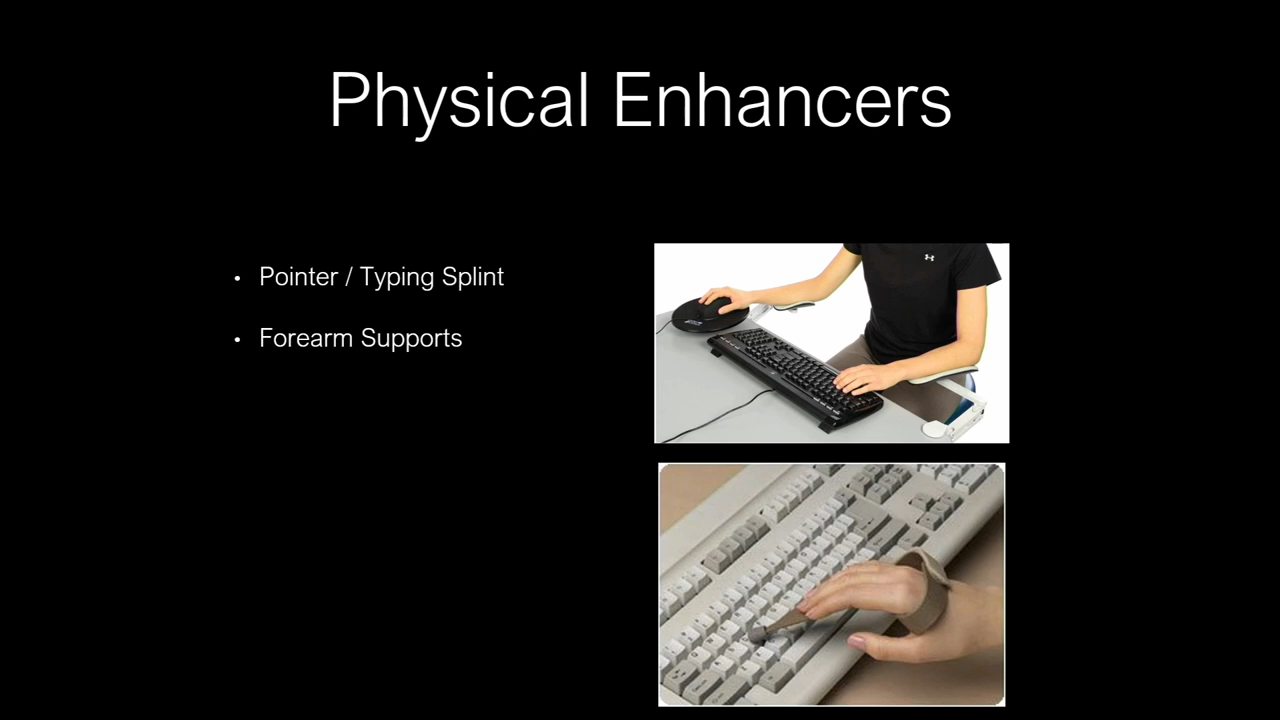 Physical Enhancers
• Pointer / Typing Splint
• Forearm Supports